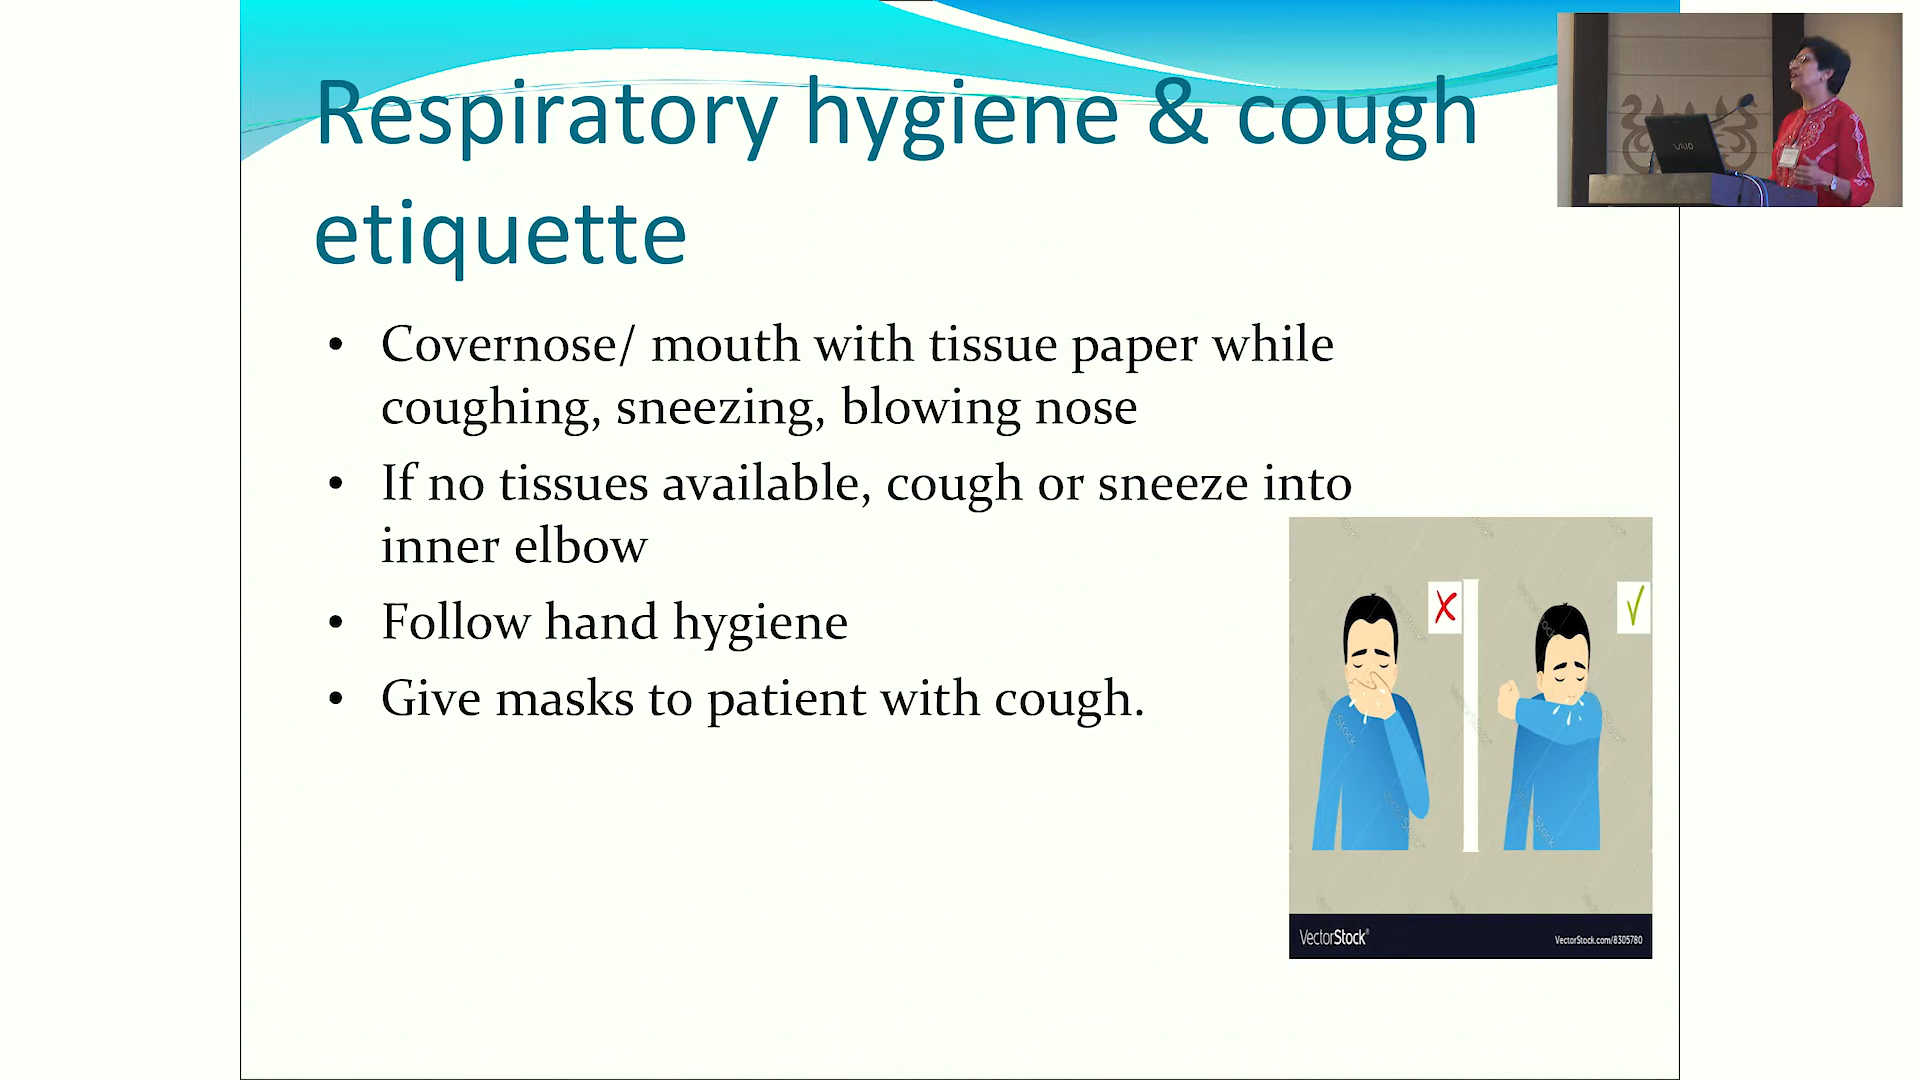 Respiratory hygiene & cough
etiquette
• Covernose/ mouth with tissue paper while
coughing, sneezing, blowing nose
• If no tissues available, cough or sneeze into
inner elbow
• Follow hand hygiene
• Give masks to patient with cough.
VAIO
VectorStock®
VectorStock.com/8305780